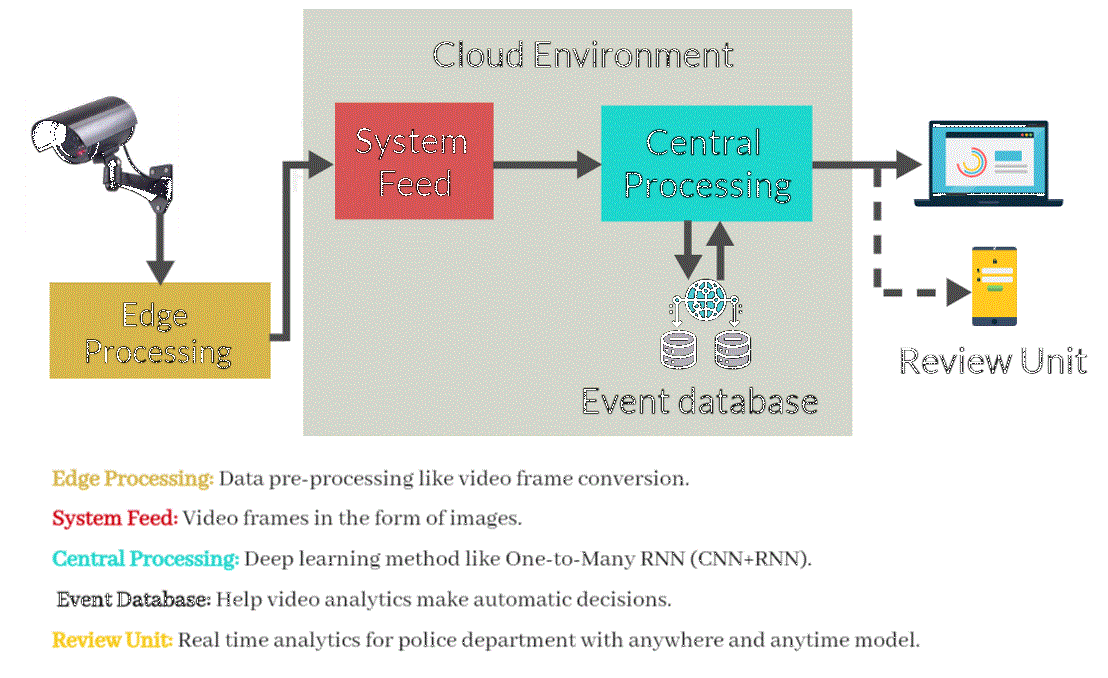 Cloud Environment
System
Feed
Central
Processing
Edge
Processing
Event database
Review Unit
Edge Processing: Data pre-processing like video frame conversion.
System Feed: Video frames in the form of images.
Central Processing: Deep learning method like One-to-Many RNN (CNN+RNN).
Event Database: Help video analytics make automatic decisions.
Review Unit: Real time analytics for police department with anywhere and anytime model.